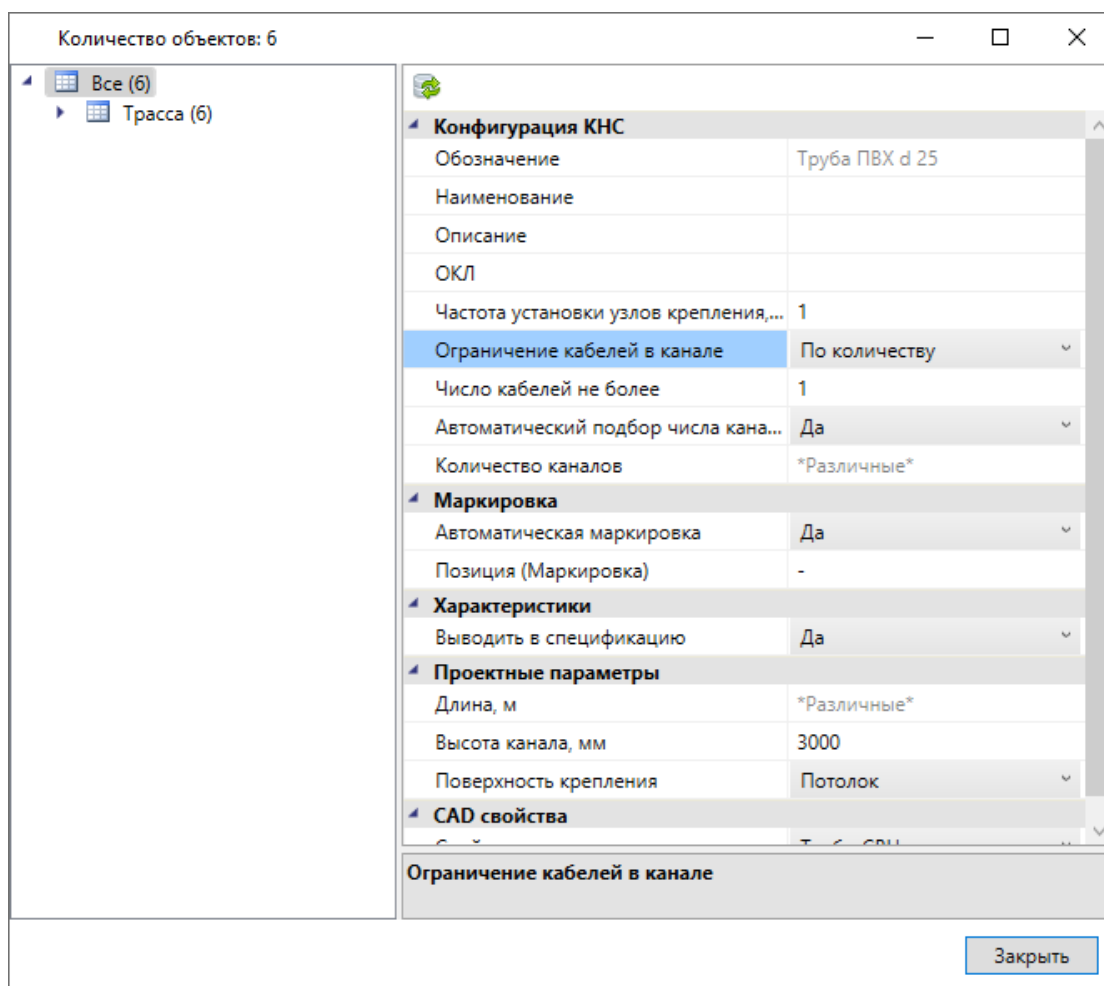 Количество объектов: 6
Все (6)
Трасса (6)
Конфигурация КНС
Обозначение Труба ПВХ d 25
Наименование
Описание
ОКЛ
Частота установки узлов крепления,... 1
Ограничение кабелей в канале По количеству
Число кабелей не более 1
Автоматический подбор числа кана... Да
Количество каналов *Различные*
Маркировка
Автоматическая маркировка Да
Позиция (Маркировка) -
Характеристики
Выводить в спецификацию Да
Проектные параметры
Длина, м *Различные*
Высота канала, мм 3000
Поверхность крепления Потолок
CAD свойства
Ограничение кабелей в канале
Закрыть